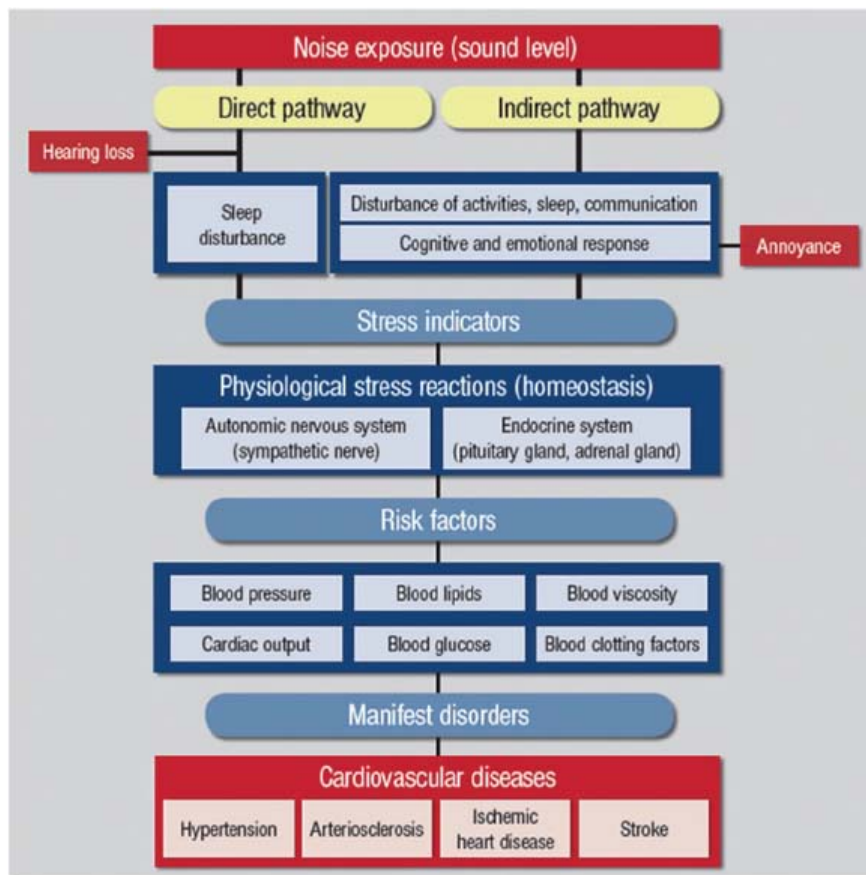 Noise exposure (sound level)
Direct pathway
Indirect pathway
Hearing loss
Sleep
disturbance
Disturbance of activities, sleep, communication
Cognitive and emotional response
Annoyance
Stress indicators
Physiological stress reactions (homeostasis)
Autonomic nervous system
(sympathetic nerve)
Endocrine system
(pituitary gland, adrenal gland)
Risk factors
Blood pressure
Blood lipids
Blood viscosity
Cardiac output
Blood glucose
Blood clotting factors
Manifest disorders
Cardiovascular diseases
Hypertension
Arteriosclerosis
Ischemic
heart disease
Stroke